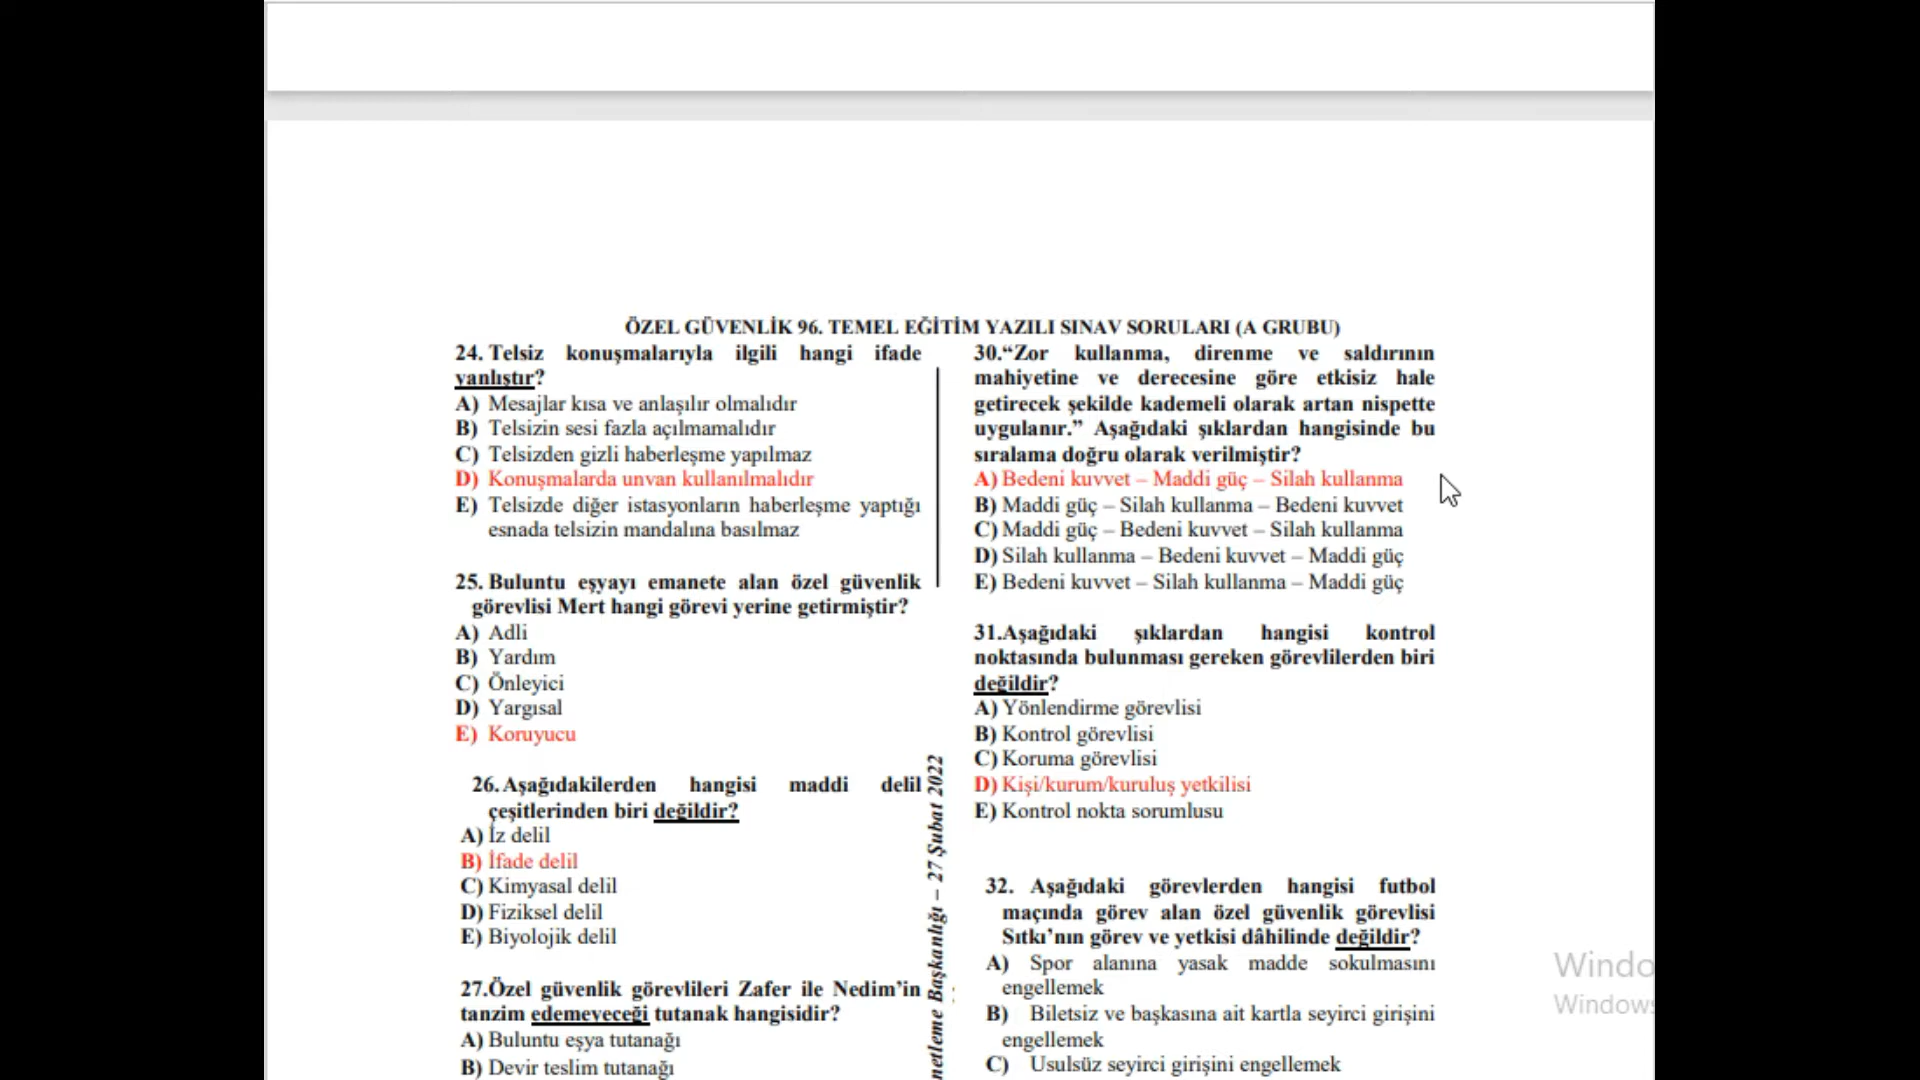 ÖZEL GÜVENLİK 96. TEMEL EĞİTİM YAZILI SINAV SORULARI (A GRUBU)
24. Telsiz konuşmalarıyla ilgili hangi ifade
yanlıştır?
A) Mesajlar kısa ve anlaşılır olmalıdır
B) Telsizin sesi fazla açılmamalıdır
C) Telsizden gizli haberleşme yapılmaz
D) Konuşmalarda unvan kullanılmalıdır
E) Telsizde diğer istasyonların haberleşme yaptığı
esnada telsizin mandalına basılmaz
25. Buluntu eşyayı emanete alan özel güvenlik
görevlisi Mert hangi görevi yerine getirmiştir?
A) Adli
B) Yardım
C) Önleyici
D) Yargısal
E) Koruyucu
26. Aşağıdakilerden hangisi maddi delil
çeşitlerinden biri değildir?
A) İz delil
B) İfade delil
C) Kimyasal delil
D) Fiziksel delil
E) Biyolojik delil
27.Özel güvenlik görevlileri Zafer ile Nedim'in
tanzim edemeyeceği tutanak hangisidir?
A) Buluntu eşya tutanağı
B) Devir teslim tutanağı
netleme Başkanlığı – 27 Şubat 2022
30.“Zor kullanma, direnme ve saldırının
mahiyetine ve derecesine göre etkisiz hale
getirecek şekilde kademeli olarak artan nispette
uygulanır.” Aşağıdaki şıklardan hangisinde bu
sıralama doğru olarak verilmiştir?
A) Bedeni kuvvet – Maddi güç – Silah kullanma
B) Maddi güç – Silah kullanma – Bedeni kuvvet
C) Maddi güç – Bedeni kuvvet – Silah kullanma
D) Silah kullanma – Bedeni kuvvet – Maddi güç
E) Bedeni kuvvet – Silah kullanma – Maddi güç
31.Aşağıdaki şıklardan hangisi kontrol
noktasında bulunması gereken görevlilerden biri
değildir?
A) Yönlendirme görevlisi
B) Kontrol görevlisi
C) Koruma görevlisi
D) Kişi/kurum/kuruluş yetkilisi
E) Kontrol nokta sorumlusu
32. Aşağıdaki görevlerden hangisi futbol
maçında görev alan özel güvenlik görevlisi
Sıtkı’nın görev ve yetkisi dâhilinde değildir?
A) Spor alanına yasak madde sokulmasını
engellemek
B) Biletsiz ve başkasına ait kartla seyirci girişini
engellemek
C) Usulsüz seyirci girişini engellemek
Windo
Windows